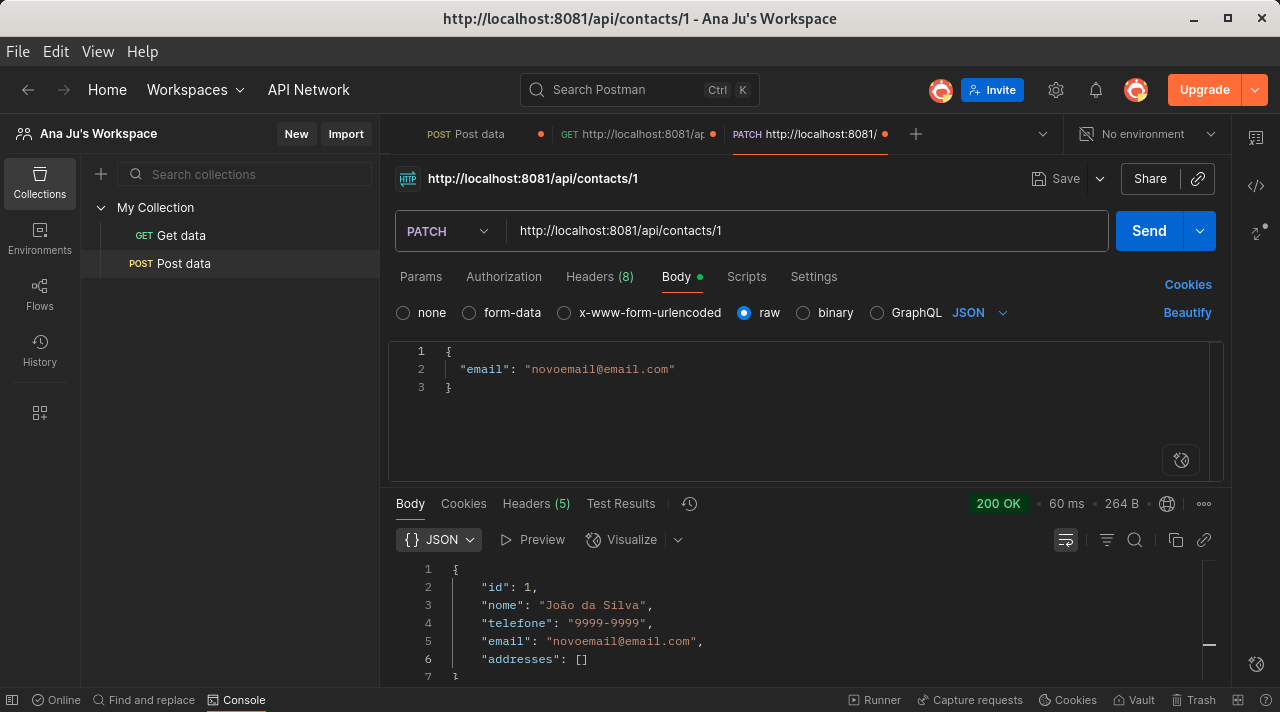 http://localhost:8081/api/contacts/1 - Ana Ju's Workspace
File Edit View Help
Home Workspaces API Network Search Postman Ctrl K Invite Upgrade
Ana Ju's Workspace New Import POST Post data GET http://localhost:8081/ap PATCH http://localhost:8081/ No environment
Collections
Environments
Flows
History
Search collections
My Collection
GET Get data
POST Post data
HTTP http://localhost:8081/api/contacts/1 Save Share
PATCH http://localhost:8081/api/contacts/1 Send
Params Authorization Headers (8) Body Scripts Settings Cookies
none form-data x-www-form-urlencoded raw binary GraphQL JSON Beautify
1 {
2 "email": "novoemail@email.com"
3 }
Body Cookies Headers (5) Test Results 200 OK 60 ms 264 B
{} JSON Preview Visualize
1 {
2 "id": 1,
3 "nome": "João da Silva",
4 "telefone": "9999-9999",
5 "email": "novoemail@email.com",
6 "addresses": []
7 }
Online Find and replace Console Runner Capture requests Cookies Vault Trash